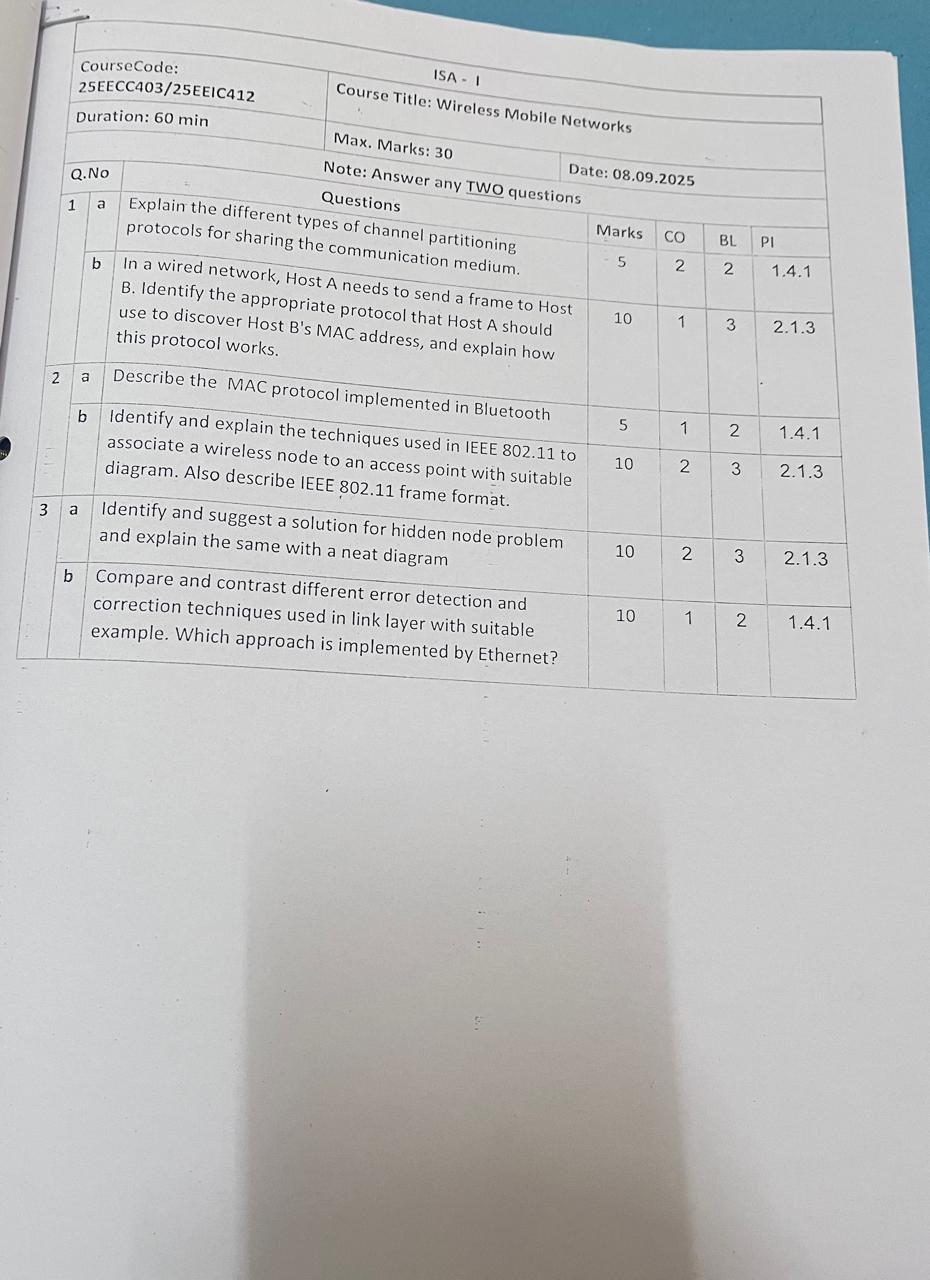 ISA - I
CourseCode:
25EECC403/25EEIC412
Course Title: Wireless Mobile Networks
Duration: 60 min
Max. Marks: 30
Date: 08.09.2025
Note: Answer any TWO questions
Q.No
Questions
Marks CO BL PI
1 a Explain the different types of channel partitioning
protocols for sharing the communication medium.
5 2 2 1.4.1
b In a wired network, Host A needs to send a frame to Host
B. Identify the appropriate protocol that Host A should
use to discover Host B's MAC address, and explain how
this protocol works.
10 1 3 2.1.3
2 a Describe the MAC protocol implemented in Bluetooth
5 1 2 1.4.1
b Identify and explain the techniques used in IEEE 802.11 to
associate a wireless node to an access point with suitable
diagram. Also describe IEEE 802.11 frame format.
10 2 3 2.1.3
3 a Identify and suggest a solution for hidden node problem
and explain the same with a neat diagram
10 2 3 2.1.3
b Compare and contrast different error detection and
correction techniques used in link layer with suitable
example. Which approach is implemented by Ethernet?
10 1 2 1.4.1